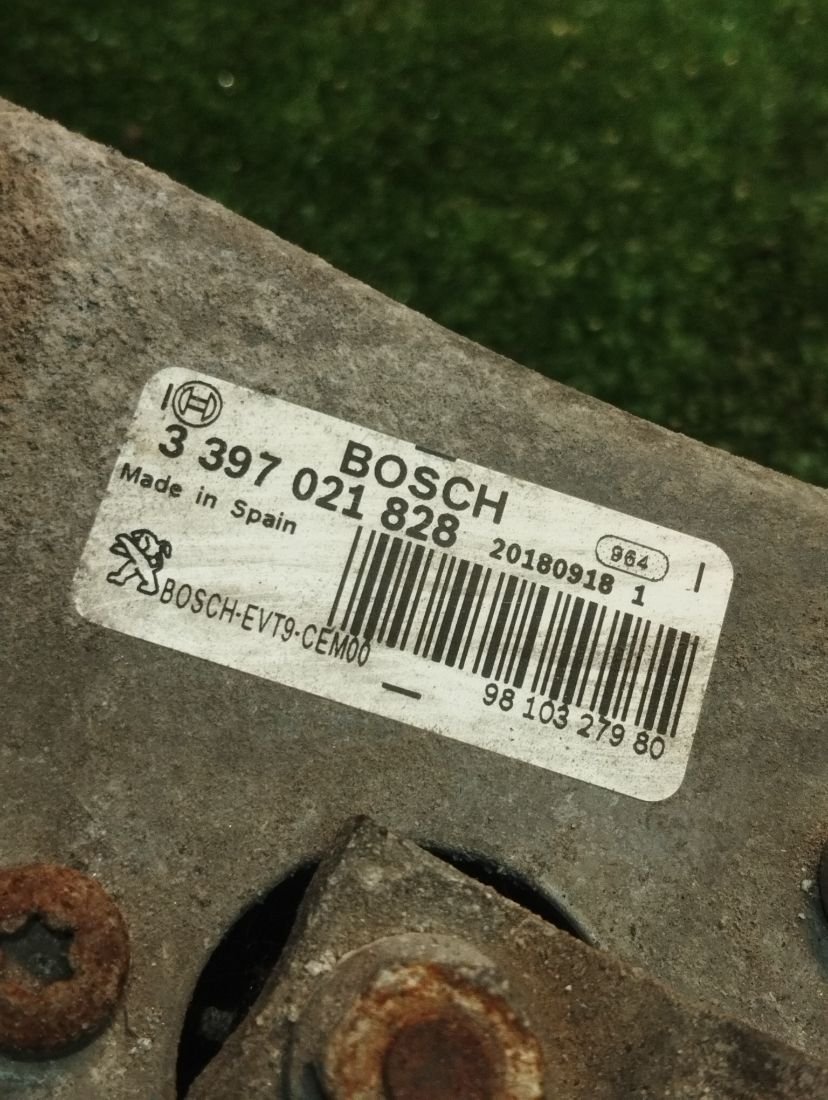 BOSCH
3 397 021 828
964
Made in Spain
20180918 1
BOSCH-EVT9-CEM00
98 103 279 80